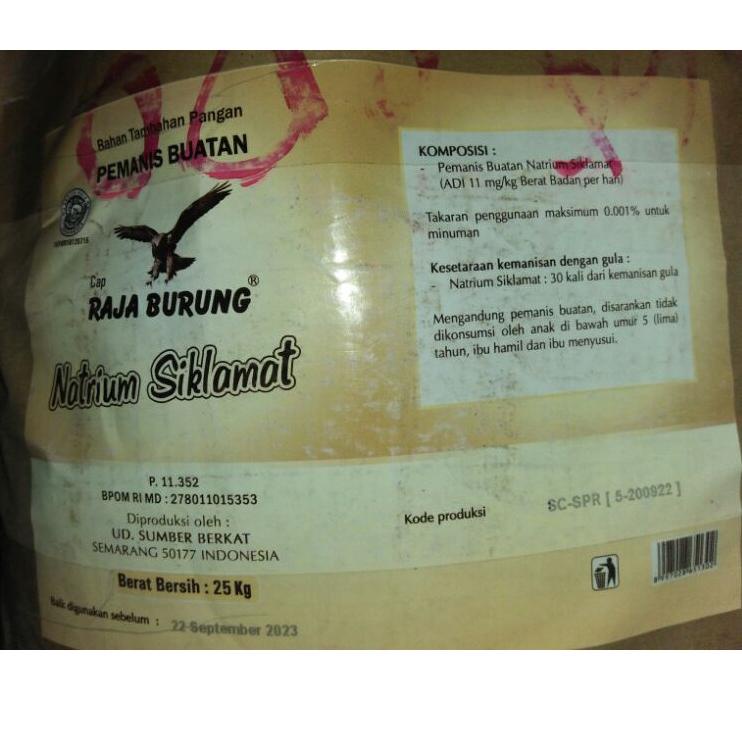 Bahan Tambahan Pangan
PEMANIS BUATAN
Cap
RAJA BURUNG®
Natrium Siklamat
P. 11.352
BPOM RI MD : 278011015353
Diproduksi oleh :
UD. SUMBER BERKAT
SEMARANG 50177 INDONESIA
Berat Bersih : 25 Kg
Baik digunakan sebelum : 22 September 2023
KOMPOSISI :
- Pemanis Buatan Natrium Siklamat
(ADI 11 mg/kg Berat Badan per hari)
Takaran penggunaan maksimum 0.001% untuk
minuman
Kesetaraan kemanisan dengan gula :
- Natrium Siklamat : 30 kali dari kemanisan gula
Mengandung pemanis buatan, disarankan tidak
dikonsumsi oleh anak di bawah umur 5 (lima)
tahun, ibu hamil dan ibu menyusui.
Kode produksi SC-SPR [ 5-200922 ]